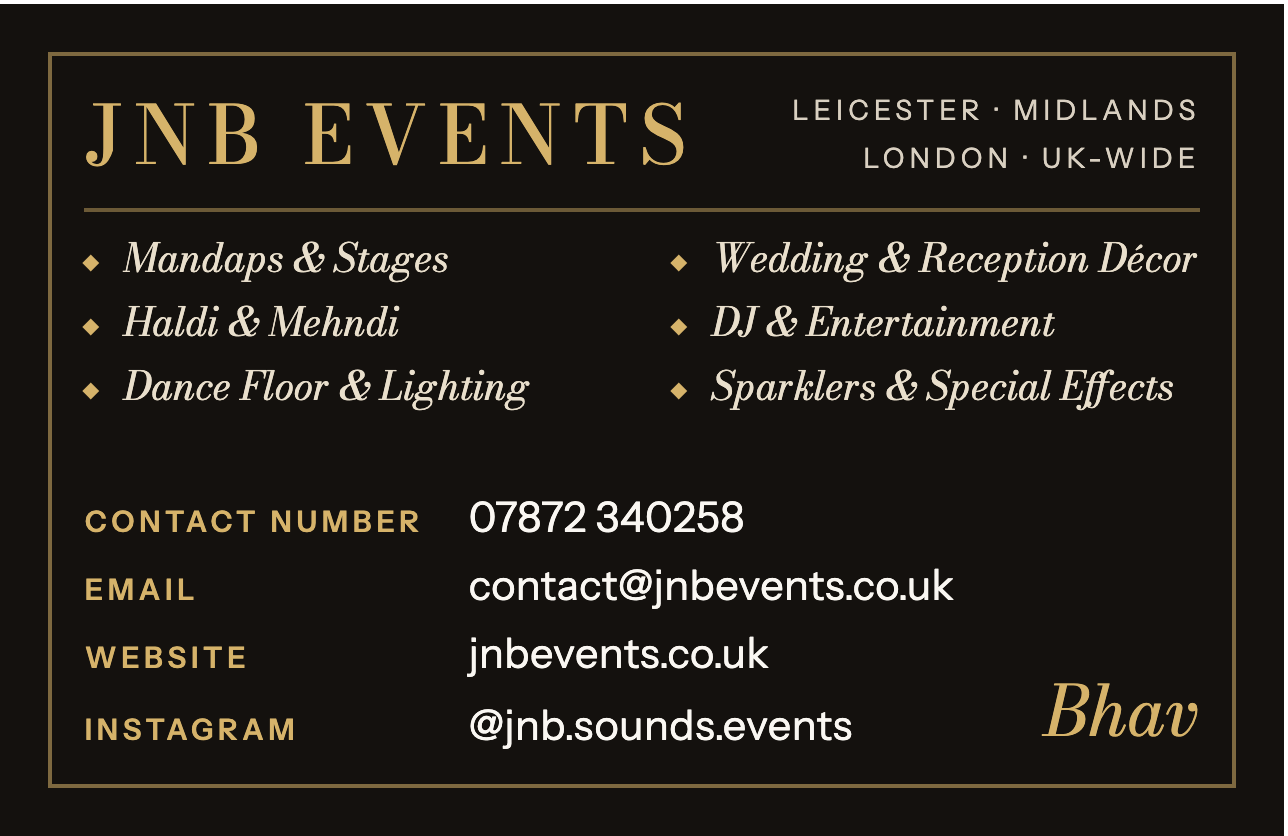 JNB EVENTS
LEICESTER · MIDLANDS
LONDON · UK-WIDE
Mandaps & Stages
Wedding & Reception Décor
Haldi & Mehndi
DJ & Entertainment
Dance Floor & Lighting
Sparklers & Special Effects
CONTACT NUMBER 07872 340258
EMAIL contact@jnbevents.co.uk
WEBSITE jnbevents.co.uk
INSTAGRAM @jnb.sounds.events
Bhav